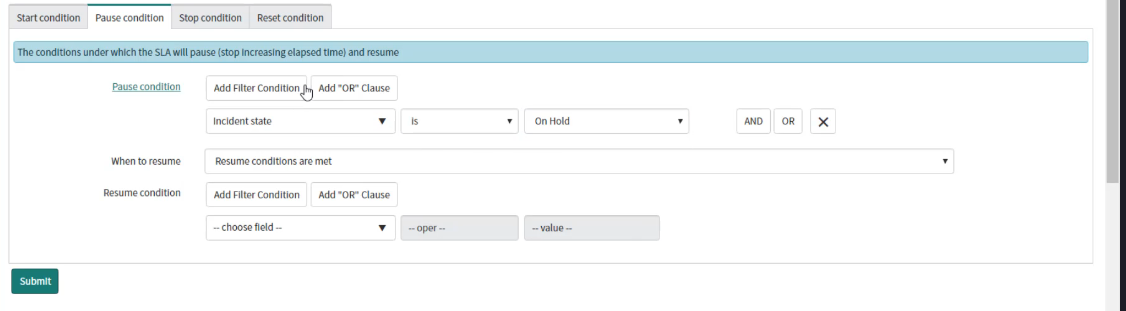 Start condition Pause condition Stop condition Reset condition
The conditions under which the SLA will pause (stop increasing elapsed time) and resume
Pause condition Add Filter Condition Add "OR" Clause
Incident state is On Hold AND OR
When to resume Resume conditions are met
Resume condition Add Filter Condition Add "OR" Clause
-- choose field -- -- oper -- -- value --
Submit